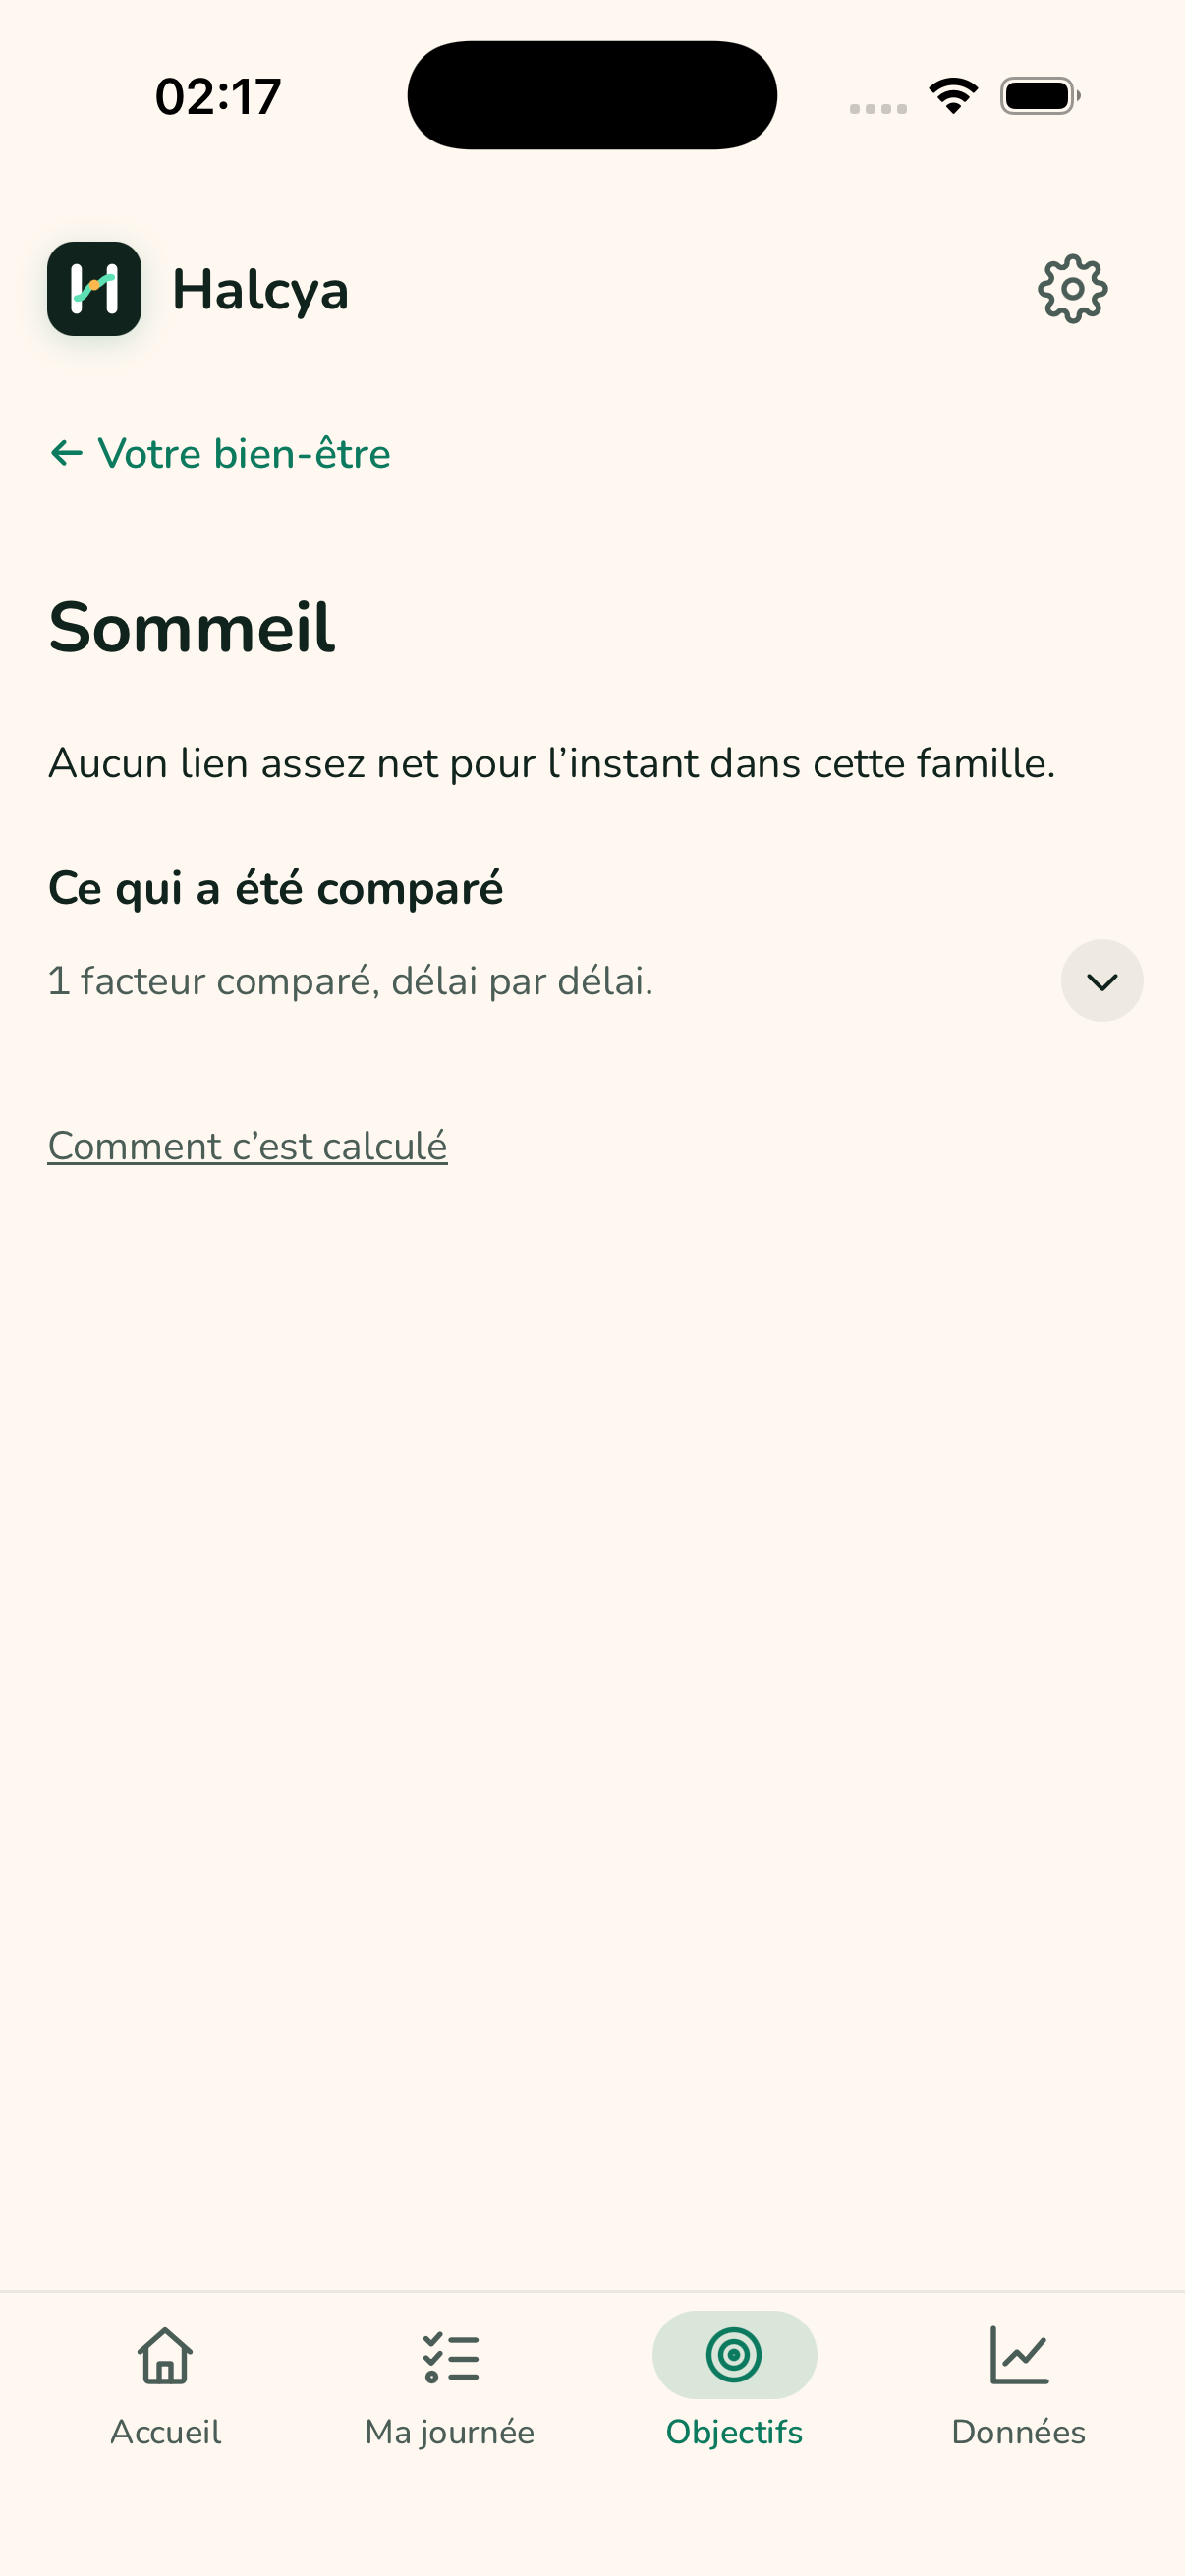 02:17
Halcya
← Votre bien-être
Sommeil
Aucun lien assez net pour l’instant dans cette famille.
Ce qui a été comparé
1 facteur comparé, délai par délai.
Comment c’est calculé
Accueil
Ma journée
Objectifs
Données